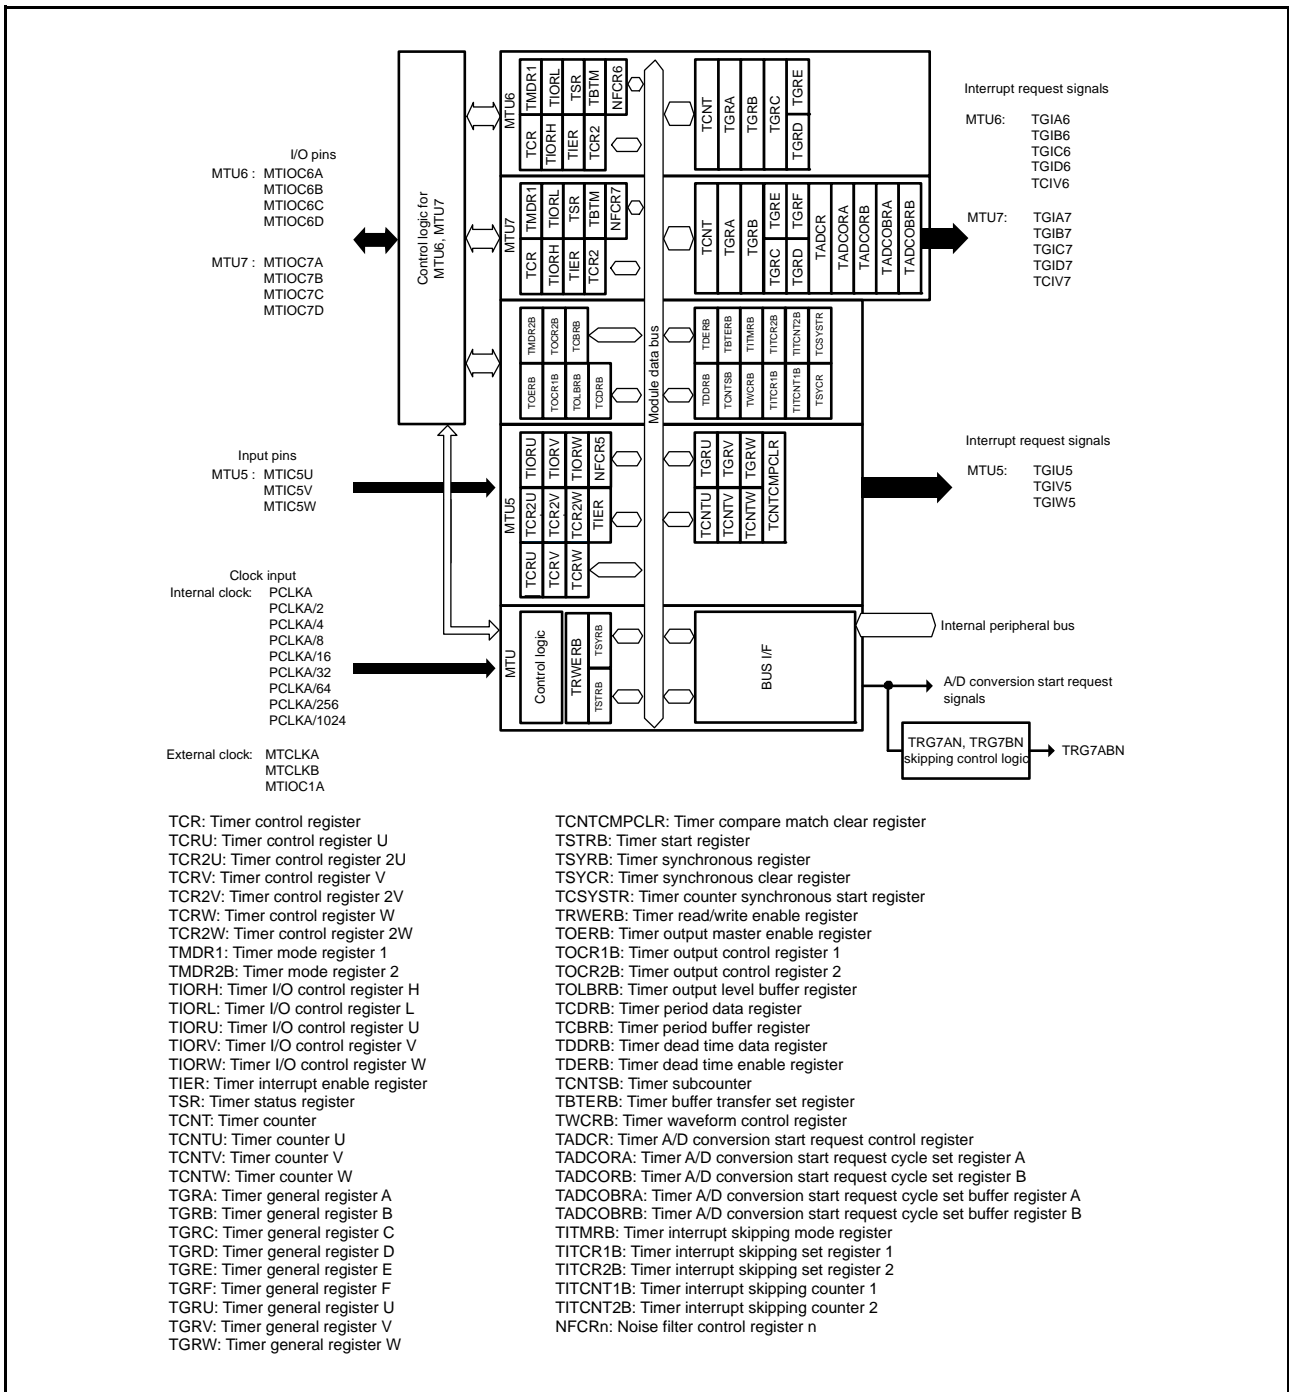 I/O pins
MTU6 : MTIOC6A
MTIOC6B
MTIOC6C
MTIOC6D
MTU7 : MTIOC7A
MTIOC7B
MTIOC7C
MTIOC7D
Input pins
MTU5 : MTIC5U
MTIC5V
MTIC5W
Clock input
Internal clock: PCLKA
PCLKA/2
PCLKA/4
PCLKA/8
PCLKA/16
PCLKA/32
PCLKA/64
PCLKA/256
PCLKA/1024
External clock: MTCLKA
MTCLKB
MTIOC1A
Control logic for
MTU6, MTU7
MTU6
TMDR1
TIORL
TSR
TBTM
NFCR6
TCR
TIORH
TIER
TCR2
TCNT
TGRA
TGRB
TGRC
TGRE
TGRD
MTU7
TMDR1
TIORL
TSR
TBTM
NFCR7
TCR
TIORH
TIER
TCR2
TCNT
TGRA
TGRB
TGRE
TGRF
TGRC
TGRD
TADCR
TADCORA
TADCORB
TADCOBRA
TADCOBRB
TMDR2B
TOCR2B
TCBRB
TOERB
TOCR1B
TOLBRB
TCDRB
Module data bus
TDERB
TBTERB
TITMRB
TITCR2B
TITCNT2B
TCSYSTR
TDDRB
TCNTSB
TWCRB
TITCR1B
TITCNT1B
TSYCR
MTU5
TIORU
TIORV
TIORW
NFCR5
TCR2U
TCR2V
TCR2W
TIER
TCRU
TCRV
TCRW
TGRU
TGRV
TGRW
TCNTU
TCNTV
TCNTW
TCNTCMPCLR
MTU
Control logic
TRWERB
TSYRB
TSTRB
BUS I/F
Interrupt request signals
MTU6: TGIA6
TGIB6
TGIC6
TGID6
TCIV6
MTU7: TGIA7
TGIB7
TGIC7
TGID7
TCIV7
Interrupt request signals
MTU5: TGIU5
TGIV5
TGIW5
Internal peripheral bus
A/D conversion start request
signals
TRG7AN, TRG7BN
skipping control logic
TRG7ABN
TCR: Timer control register
TCRU: Timer control register U
TCR2U: Timer control register 2U
TCRV: Timer control register V
TCR2V: Timer control register 2V
TCRW: Timer control register W
TCR2W: Timer control register 2W
TMDR1: Timer mode register 1
TMDR2B: Timer mode register 2
TIORH: Timer I/O control register H
TIORL: Timer I/O control register L
TIORU: Timer I/O control register U
TIORV: Timer I/O control register V
TIORW: Timer I/O control register W
TIER: Timer interrupt enable register
TSR: Timer status register
TCNT: Timer counter
TCNTU: Timer counter U
TCNTV: Timer counter V
TCNTW: Timer counter W
TGRA: Timer general register A
TGRB: Timer general register B
TGRC: Timer general register C
TGRD: Timer general register D
TGRE: Timer general register E
TGRF: Timer general register F
TGRU: Timer general register U
TGRV: Timer general register V
TGRW: Timer general register W
TCNTCMPCLR: Timer compare match clear register
TSTRB: Timer start register
TSYRB: Timer synchronous register
TSYCR: Timer synchronous clear register
TCSYSTR: Timer counter synchronous start register
TRWERB: Timer read/write enable register
TOERB: Timer output master enable register
TOCR1B: Timer output control register 1
TOCR2B: Timer output control register 2
TOLBRB: Timer output level buffer register
TCDRB: Timer period data register
TCBRB: Timer period buffer register
TDDRB: Timer dead time data register
TDERB: Timer dead time enable register
TCNTSB: Timer subcounter
TBTERB: Timer buffer transfer set register
TWCRB: Timer waveform control register
TADCR: Timer A/D conversion start request control register
TADCORA: Timer A/D conversion start request cycle set register A
TADCORB: Timer A/D conversion start request cycle set register B
TADCOBRA: Timer A/D conversion start request cycle set buffer register A
TADCOBRB: Timer A/D conversion start request cycle set buffer register B
TITMRB: Timer interrupt skipping mode register
TITCR1B: Timer interrupt skipping set register 1
TITCR2B: Timer interrupt skipping set register 2
TITCNT1B: Timer interrupt skipping counter 1
TITCNT2B: Timer interrupt skipping counter 2
NFCRn: Noise filter control register n